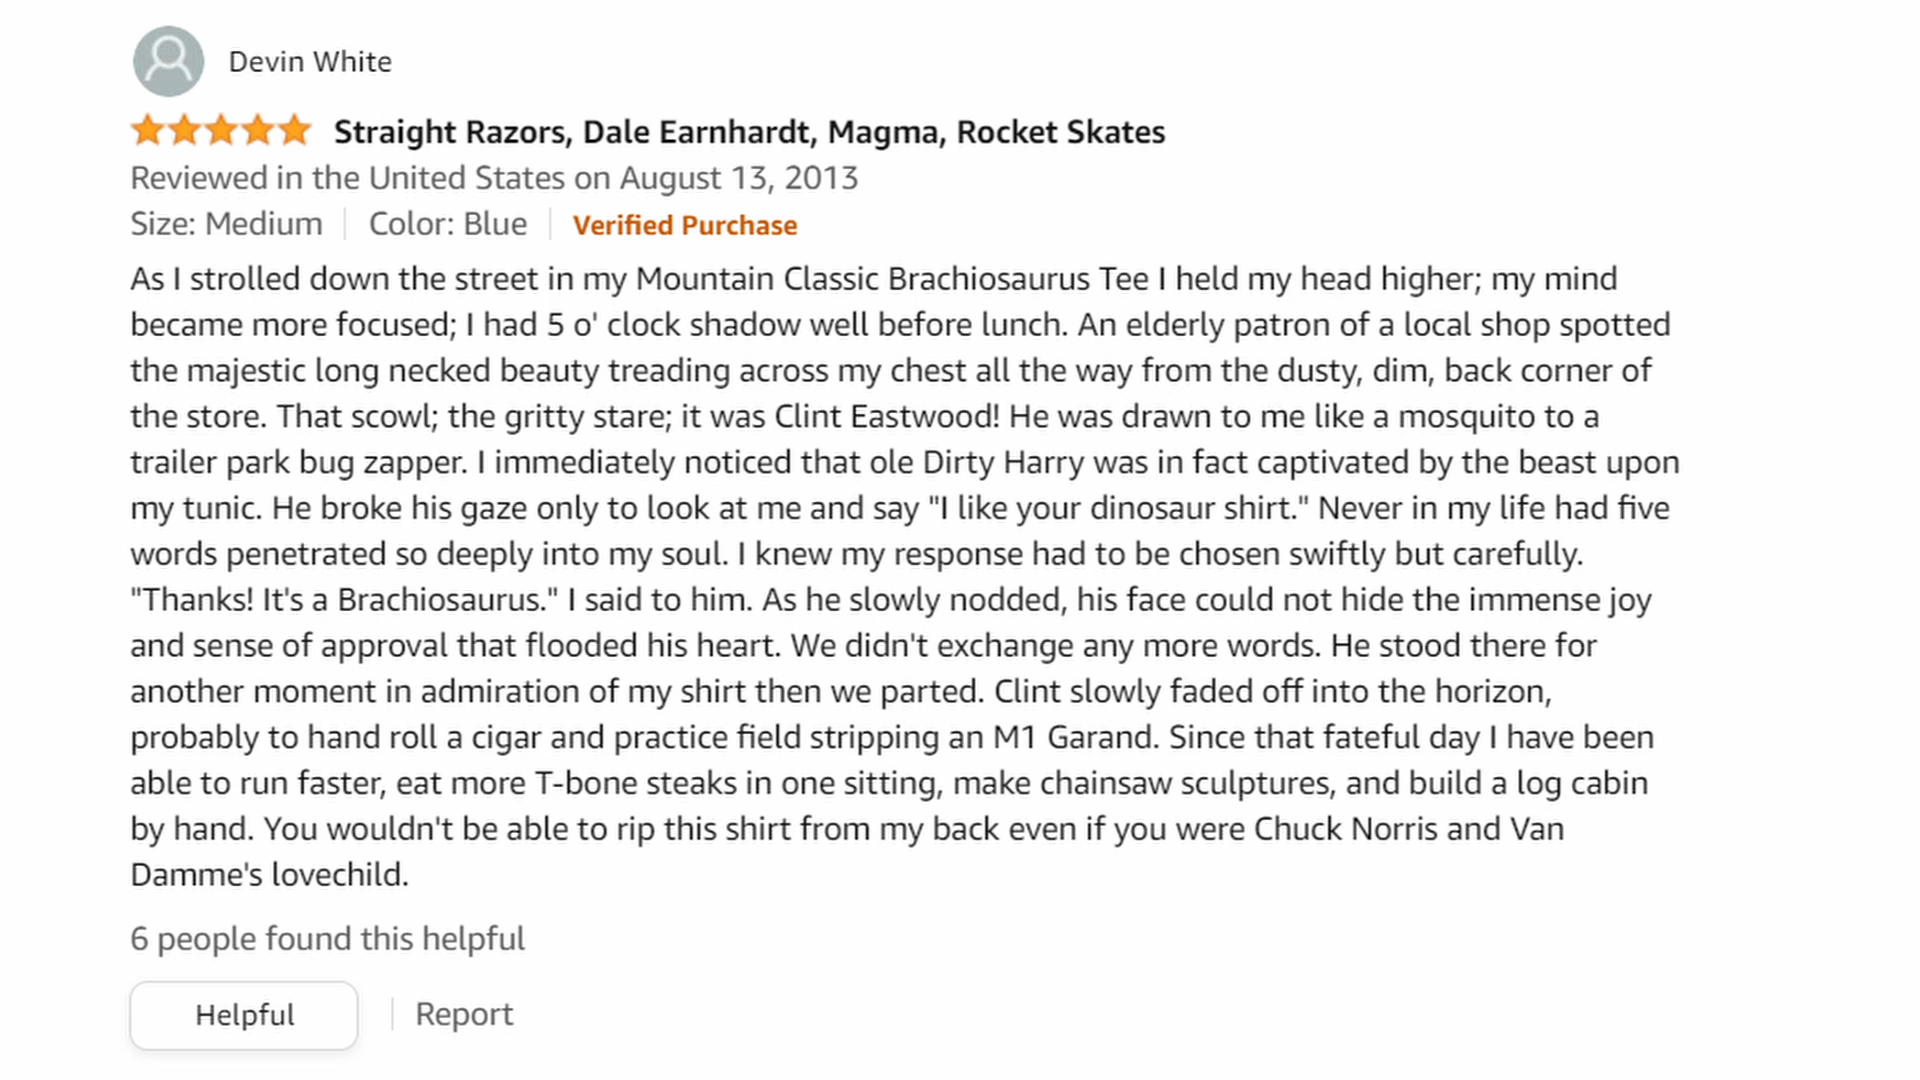 Devin White
Straight Razors, Dale Earnhardt, Magma, Rocket Skates
Reviewed in the United States on August 13, 2013
Size: Medium | Color: Blue | Verified Purchase
As I strolled down the street in my Mountain Classic Brachiosaurus Tee I held my head higher; my mind
became more focused; I had 5 o' clock shadow well before lunch. An elderly patron of a local shop spotted
the majestic long necked beauty treading across my chest all the way from the dusty, dim, back corner of
the store. That scowl; the gritty stare; it was Clint Eastwood! He was drawn to me like a mosquito to a
trailer park bug zapper. I immediately noticed that ole Dirty Harry was in fact captivated by the beast upon
my tunic. He broke his gaze only to look at me and say "I like your dinosaur shirt." Never in my life had five
words penetrated so deeply into my soul. I knew my response had to be chosen swiftly but carefully.
"Thanks! It's a Brachiosaurus." I said to him. As he slowly nodded, his face could not hide the immense joy
and sense of approval that flooded his heart. We didn't exchange any more words. He stood there for
another moment in admiration of my shirt then we parted. Clint slowly faded off into the horizon,
probably to hand roll a cigar and practice field stripping an M1 Garand. Since that fateful day I have been
able to run faster, eat more T-bone steaks in one sitting, make chainsaw sculptures, and build a log cabin
by hand. You wouldn't be able to rip this shirt from my back even if you were Chuck Norris and Van
Damme's lovechild.
6 people found this helpful
Helpful | Report